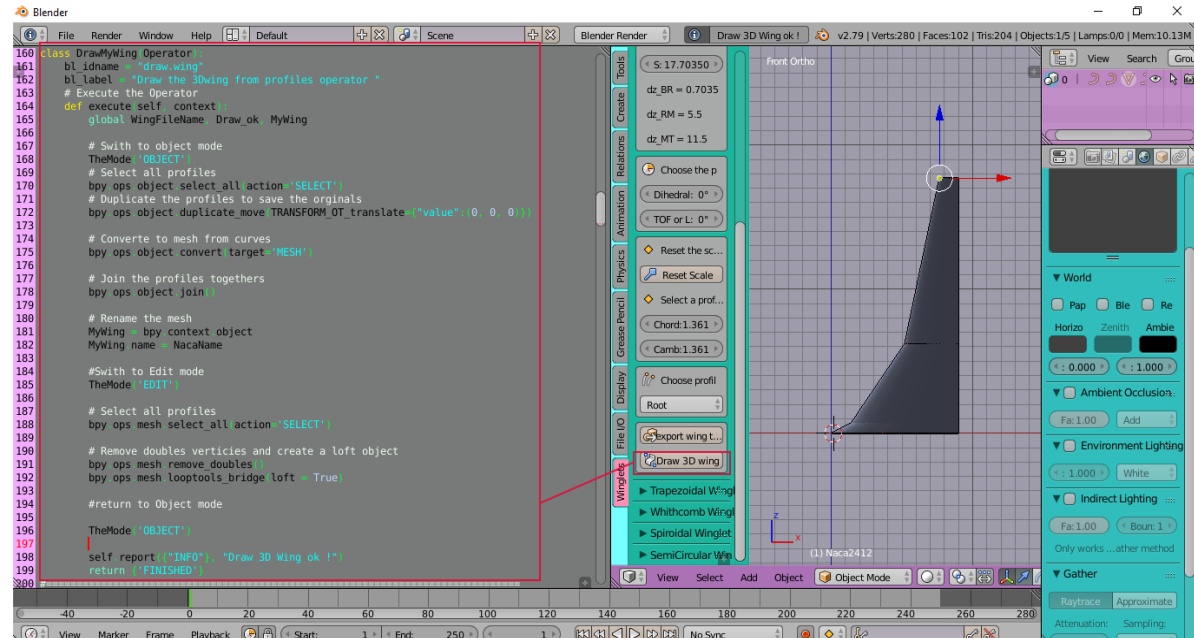 Blender
File Render Window Help Default Scene Blender Render Draw 3D Wing ok ! v2.79 | Verts:280 | Faces:102 | Tris:204 | Objects:1/5 | Lamps:0/0 | Mem:10.13M
160 class DrawMyWing(Operator):
161 bl_idname = "draw.wing"
162 bl_label = "Draw the 3Dwing from profiles operator "
163 # Execute the Operator
164 def execute(self, context):
165 global WingFileName, Draw_ok, MyWing
166
167 # Swith to object mode
168 TheMode('OBJECT')
169 # Select all profiles
170 bpy.ops.object.select_all(action='SELECT')
171 # Duplicate the profiles to save the orginals
172 bpy.ops.object.duplicate_move(TRANSFORM_OT_translate={"value":(0, 0, 0)})
173
174 # Converte to mesh from curves
175 bpy.ops.object.convert(target='MESH')
176
177 # Join the profiles togethers
178 bpy.ops.object.join()
179
180 # Rename the mesh
181 MyWing = bpy.context.object
182 MyWing.name = NacaName
183
184 #Swith to Edit mode
185 TheMode('EDIT')
186
187 # Select all profiles
188 bpy.ops.mesh.select_all(action='SELECT')
189
190 # Remove doubles verticies and create a loft object
191 bpy.ops.mesh.remove_doubles()
192 bpy.ops.mesh.looptools_bridge(loft = True)
193
194 #return to Object mode
195
196 TheMode('OBJECT')
197
198 self.report({"INFO"}, "Draw 3D Wing ok !")
199 return {'FINISHED'}
200
Tools
Create
Relations
Animation
Physics
Grease Pencil
Display
File I/O
Winglets
S: 17.70350
dz_BR = 0.7035
dz_RM = 5.5
dz_MT = 11.5
Choose the p
Dihedral: 0°
TOF or L: 0°
Reset the sc...
Reset Scale
Select a prof...
Chord:1.361
Camb:1.361
Choose profil
Root
export wing t...
Draw 3D wing
Trapezoidal Wingl
Whithcomb Wingl
Spiroidal Winglet
SemiCircular Win
Front Ortho
z
x
(1) Naca2412
View Select Add Object Object Mode
View Search Grou
0
World
Pap Ble Re
Horizo Zenith Ambie
: 0.000 : 1.000
Ambient Occlusion
Fa: 1.00 Add
Environment Lighting
: 1.000 White
Indirect Lighting
Fa: 1.00 Boun: 1
Only works ...ather method
Gather
Raytrace Approximate
Attenuation: Sampling:
-40 -20 0 20 40 60 80 100 120 140 160 180 200 220 240 260 280
View Marker Frame Playback Start: 1 End: 250 1 No Sync